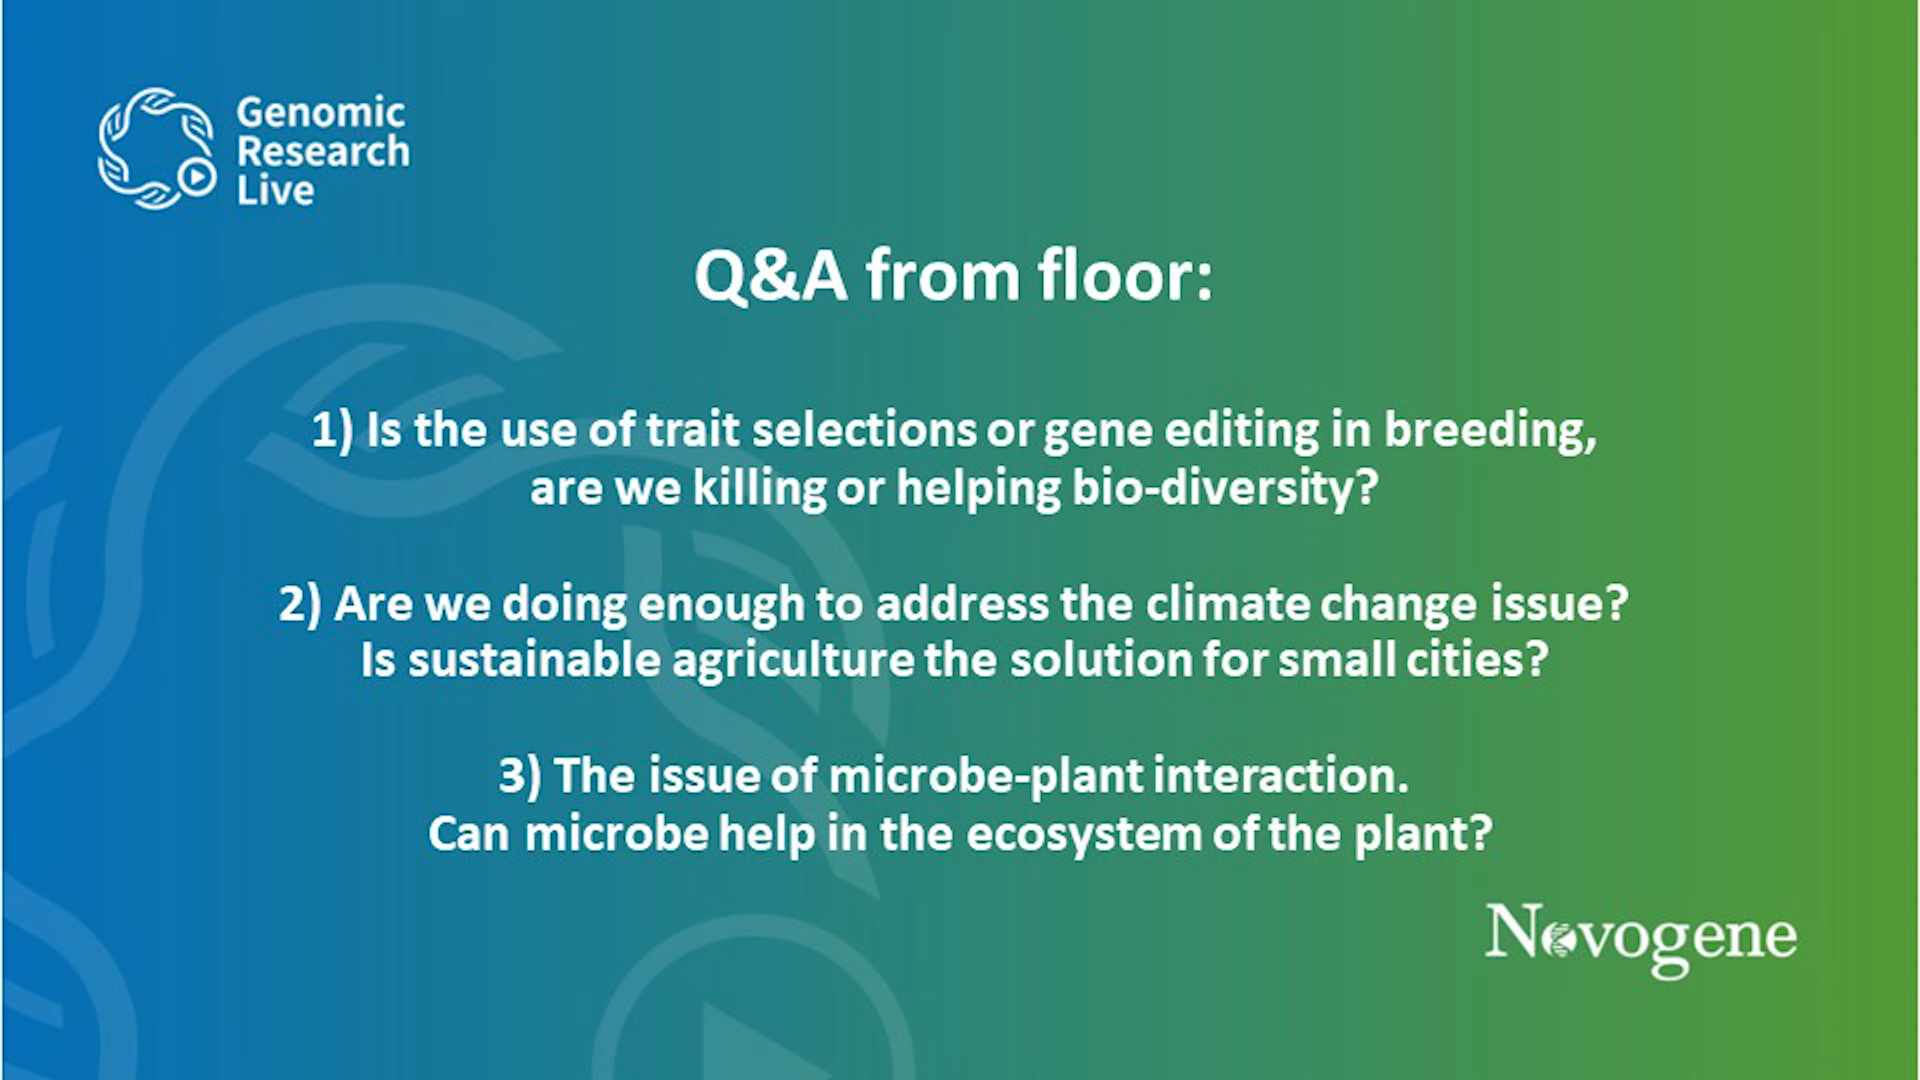 Genomic
Research
Live
Q&A from floor:
1) Is the use of trait selections or gene editing in breeding,
are we killing or helping bio-diversity?
2) Are we doing enough to address the climate change issue?
Is sustainable agriculture the solution for small cities?
3) The issue of microbe-plant interaction.
Can microbe help in the ecosystem of the plant?
Novogene